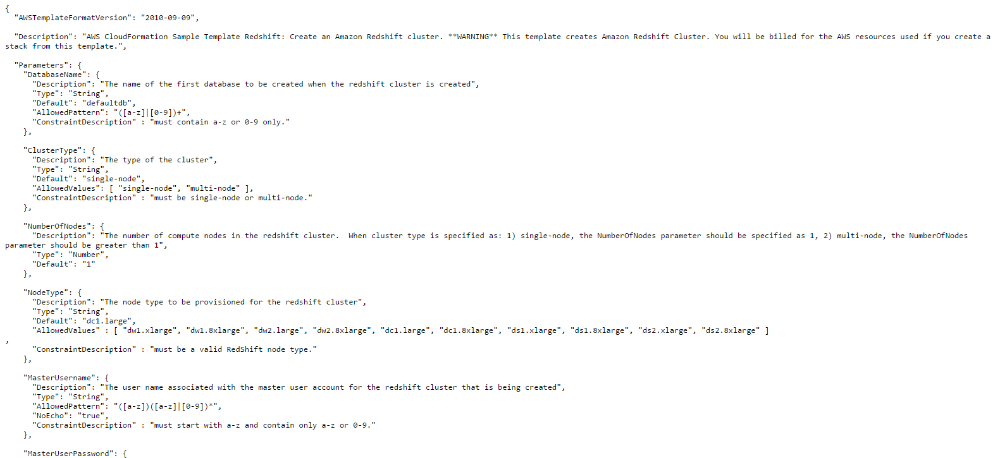 {
  "AWSTemplateFormatVersion": "2010-09-09",

  "Description": "AWS CloudFormation Sample Template Redshift: Create an Amazon Redshift cluster. **WARNING** This template creates Amazon Redshift Cluster. You will be billed for the AWS resources used if you create a
stack from this template.",

  "Parameters": {
    "DatabaseName": {
      "Description": "The name of the first database to be created when the redshift cluster is created",
      "Type": "String",
      "Default": "defaultdb",
      "AllowedPattern": "([a-z]|[0-9])+",
      "ConstraintDescription" : "must contain a-z or 0-9 only."
    },

    "ClusterType": {
      "Description": "The type of the cluster",
      "Type": "String",
      "Default": "single-node",
      "AllowedValues": [ "single-node", "multi-node" ],
      "ConstraintDescription" : "must be single-node or multi-node."
    },

    "NumberOfNodes": {
      "Description": "The number of compute nodes in the redshift cluster.  When cluster type is specified as: 1) single-node, the NumberOfNodes parameter should be specified as 1, 2) multi-node, the NumberOfNodes
parameter should be greater than 1",
      "Type": "Number",
      "Default": "1"
    },

    "NodeType": {
      "Description": "The node type to be provisioned for the redshift cluster",
      "Type": "String",
      "Default": "dc1.large",
      "AllowedValues" : [ "dw1.xlarge", "dw1.8xlarge", "dw2.large", "dw2.8xlarge", "dc1.large", "dc1.8xlarge", "ds1.xlarge", "ds1.8xlarge", "ds2.xlarge", "ds2.8xlarge" ]
,
      "ConstraintDescription" : "must be a valid RedShift node type."
    },

    "MasterUsername": {
      "Description": "The user name associated with the master user account for the redshift cluster that is being created",
      "Type": "String",
      "AllowedPattern": "([a-z])([a-z]|[0-9])*",
      "NoEcho": "true",
      "ConstraintDescription" : "must start with a-z and contain only a-z or 0-9."
    },

    "MasterUserPassword": {